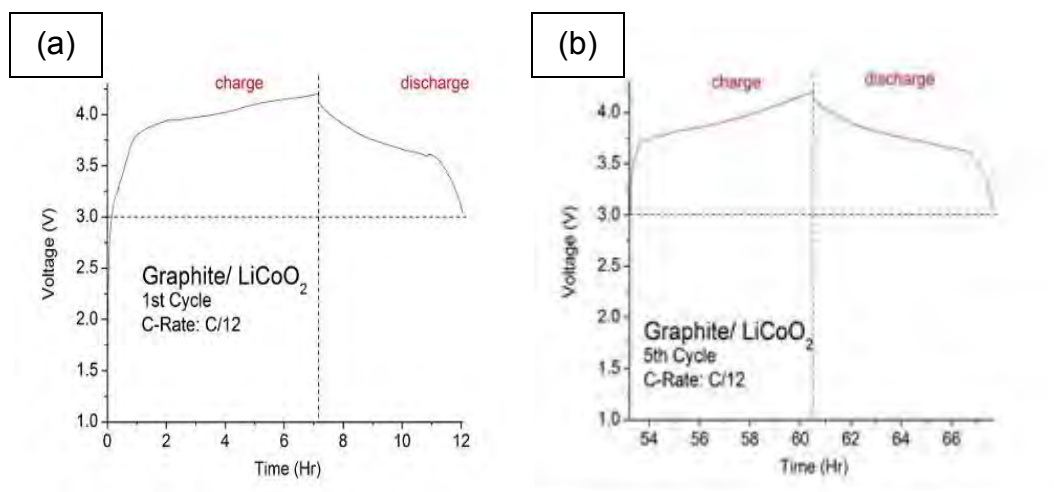 (a)
charge
discharge
4.0
3.5
3.0
2.5
2.0
1.5
1.0
Voltage (V)
Graphite/ LiCoO2
1st Cycle
C-Rate: C/12
0 2 4 6 8 10 12
Time (Hr)
(b)
charge
discharge
4.0
3.5
3.0
2.5
2.0
1.5
1.0
Voltage (V)
Graphite/ LiCoO2
5th Cycle
C-Rate: C/12
54 56 58 60 62 64 66
Time (Hr)